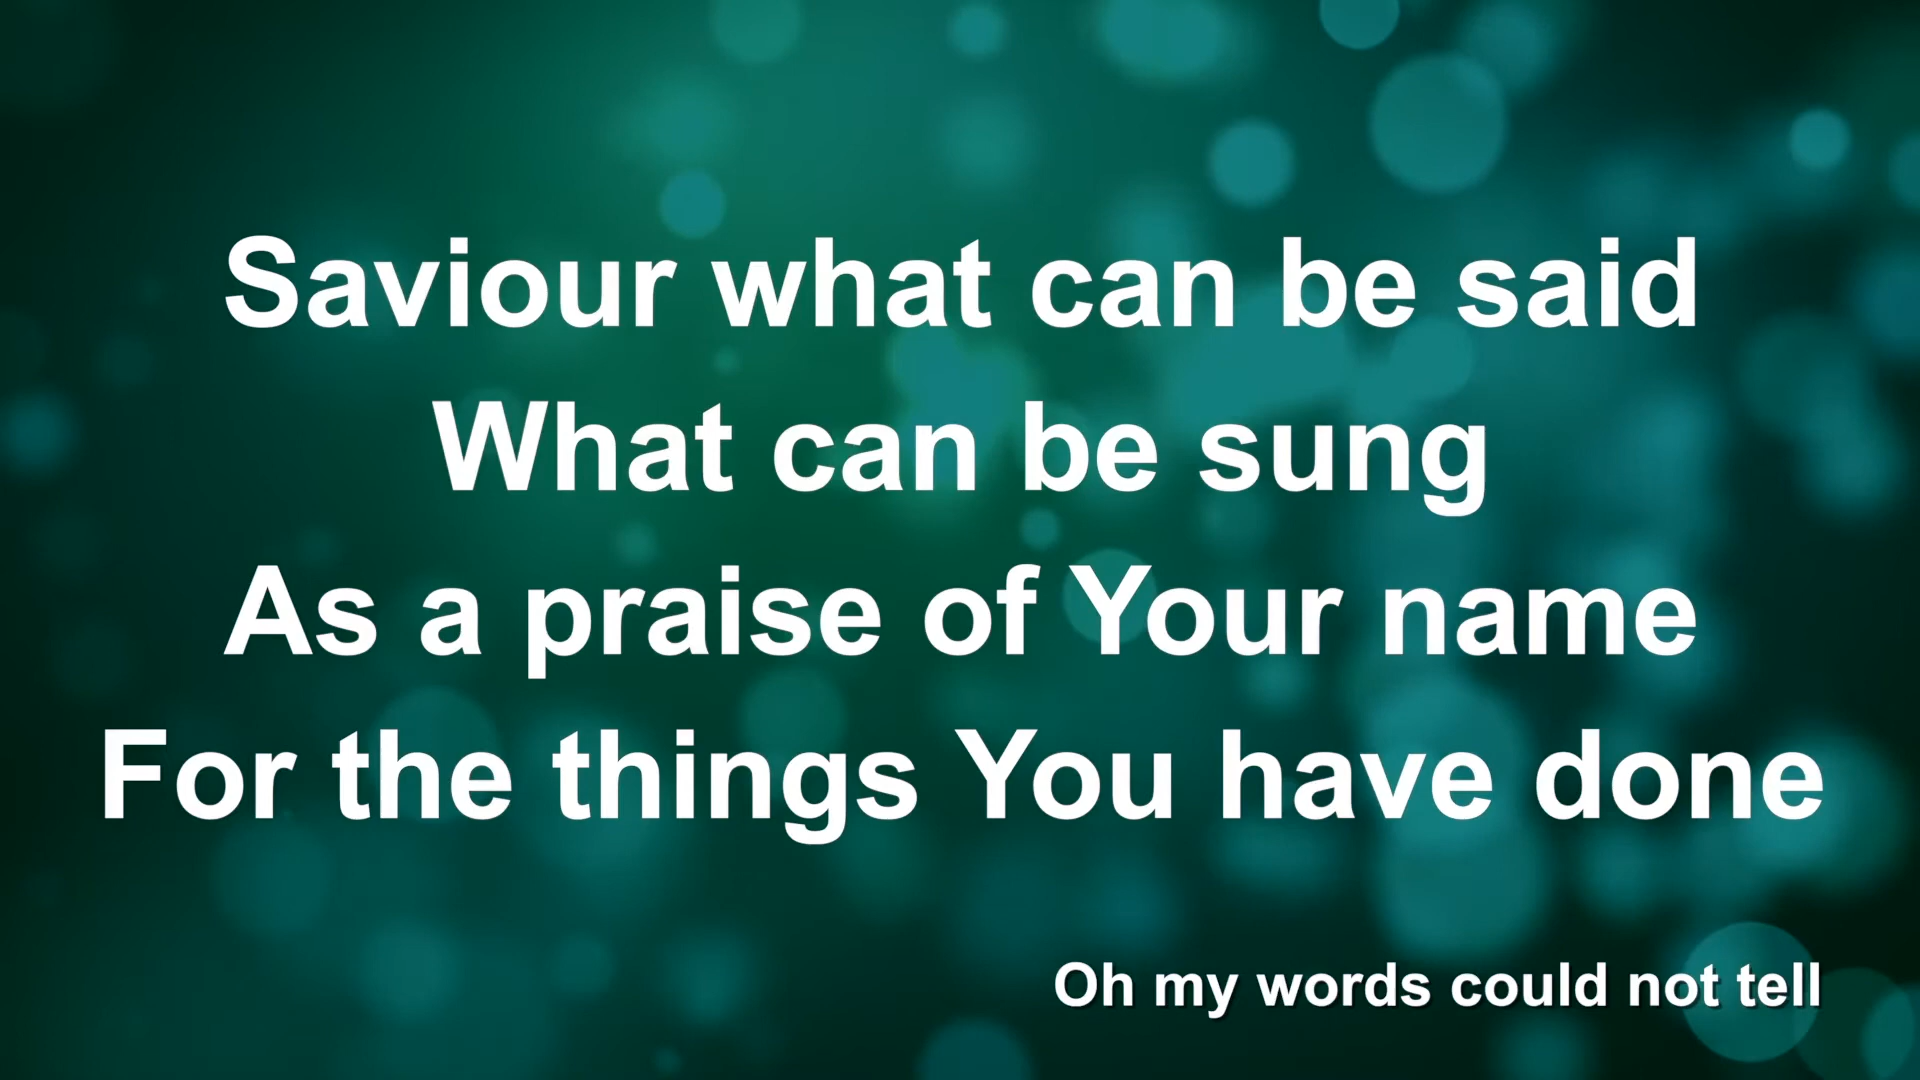 Saviour what can be said
What can be sung
As a praise of Your name
For the things You have done
Oh my words could not tell